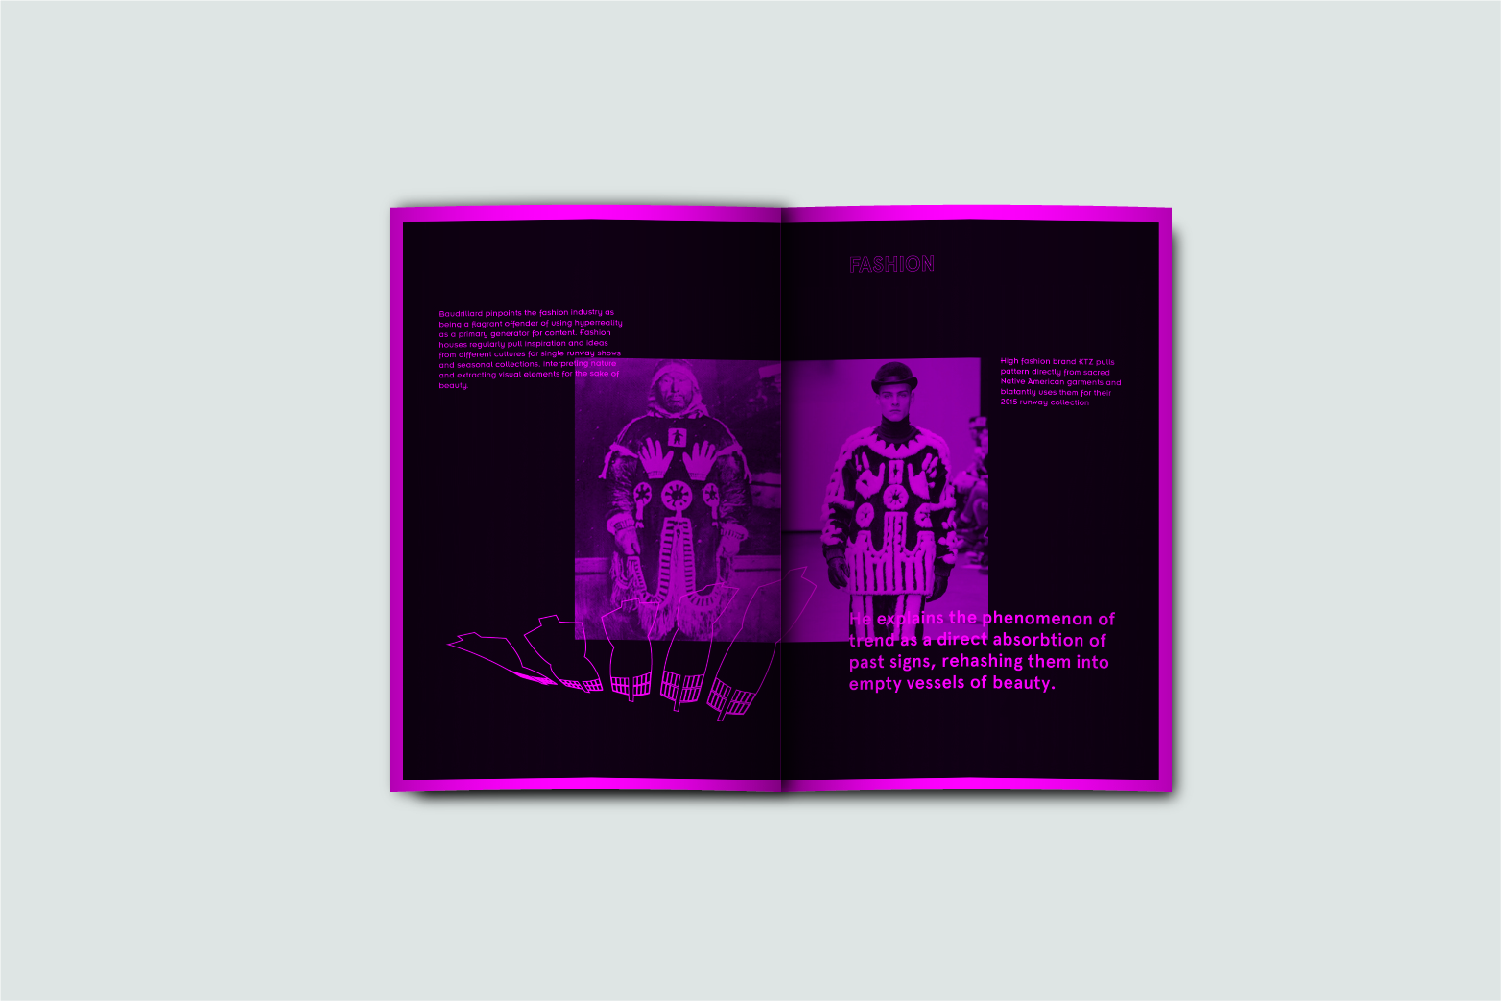 Baudrillard pinpoints the fashion industry as
being a flagrant offender of using hyperreality
as a primary generator for content. Fashion
houses regularly pull inspiration and ideas
from different cultures for single runway shows
and seasonal collections. Interpreting nature
and extracting visual elements for the sake of
beauty.
FASHION
High fashion brand KTZ pulls
pattern directly from sacred
Native American garments and
blatantly uses them for their
2015 runway collection
He explains the phenomenon of
trend as a direct absorbtion of
past signs, rehashing them into
empty vessels of beauty.